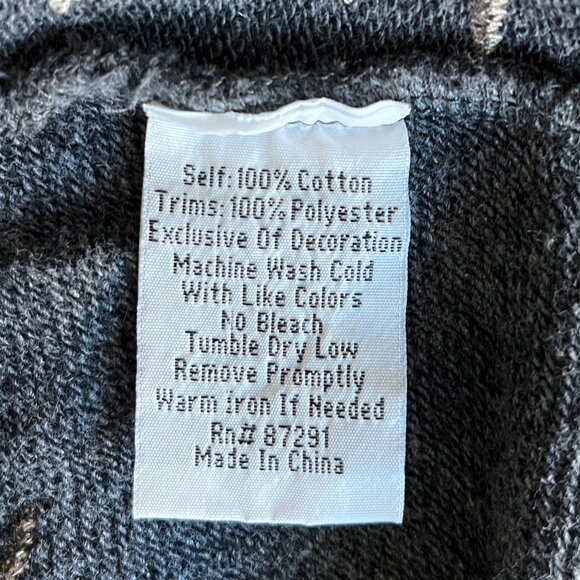 Self: 100% Cotton
Trims: 100% Polyester
Exclusive Of Decoration
Machine Wash Cold
With Like Colors
No Bleach
Tumble Dry Low
Remove Promptly
Warm Iron If Needed
Rn# 87291
Made In China